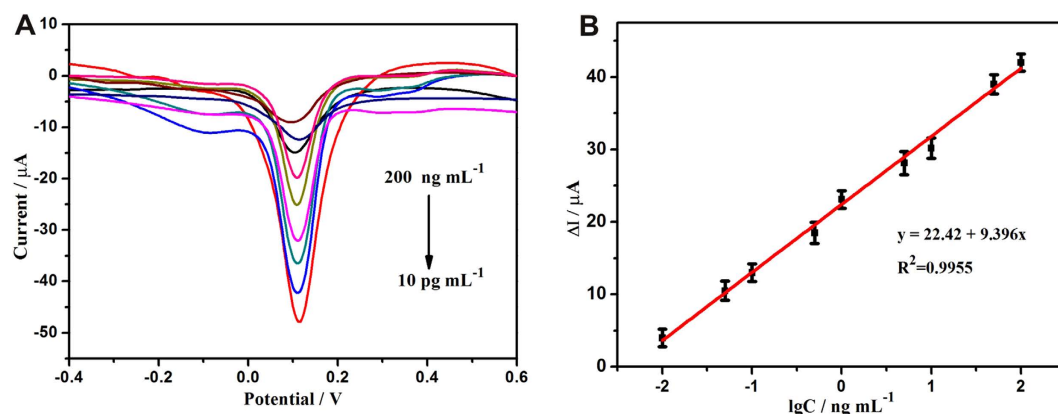 A
10
0
-10
-20
-30
-40
-50
Current / μA
200 ng mL-1
10 pg mL-1
-0.4
-0.2
0.0
0.2
0.4
0.6
Potential / V
B
40
30
20
10
0
ΔI / μA
y = 22.42 + 9.396x
R2=0.9955
-2
-1
0
1
2
lgC / ng mL-1